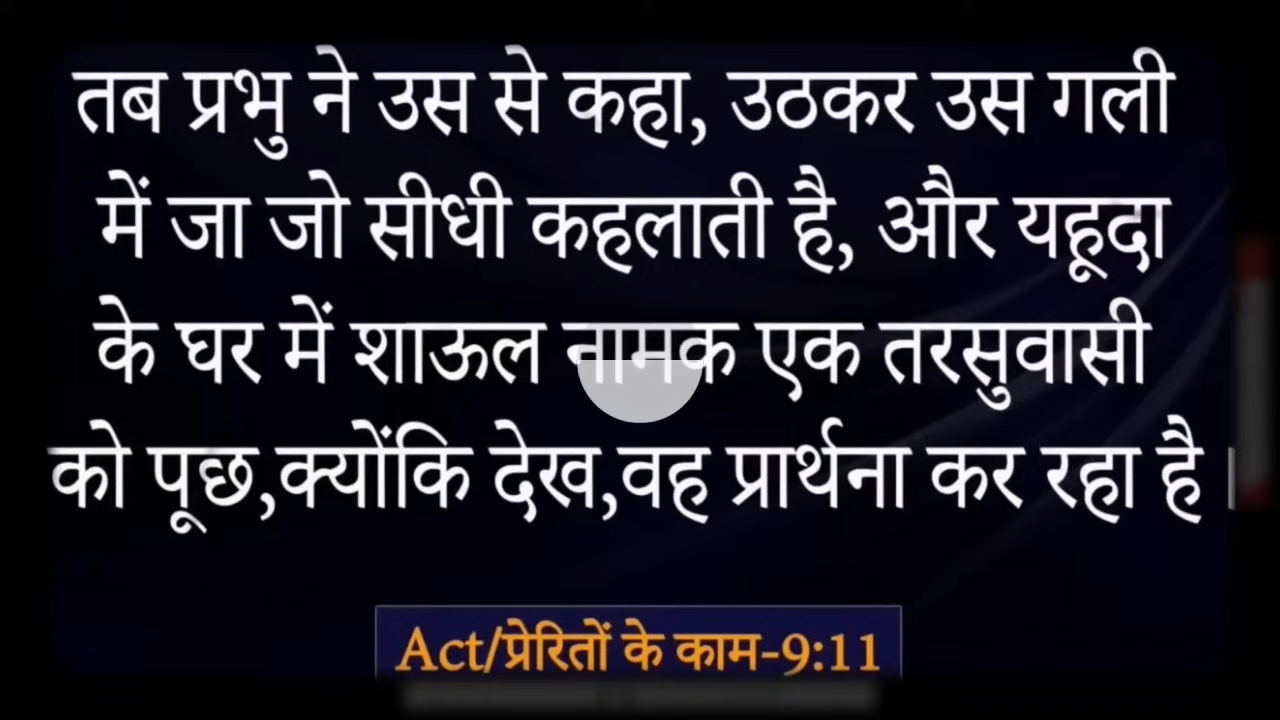 तब प्रभु ने उस से कहा, उठकर उस गली
में जा जो सीधी कहलाती है, और यहूदा
के घर में शाऊल नामक एक तरसुवासी
को पूछ,क्योंकि देख,वह प्रार्थना कर रहा है।
Act/प्रेरितों के काम-9:11